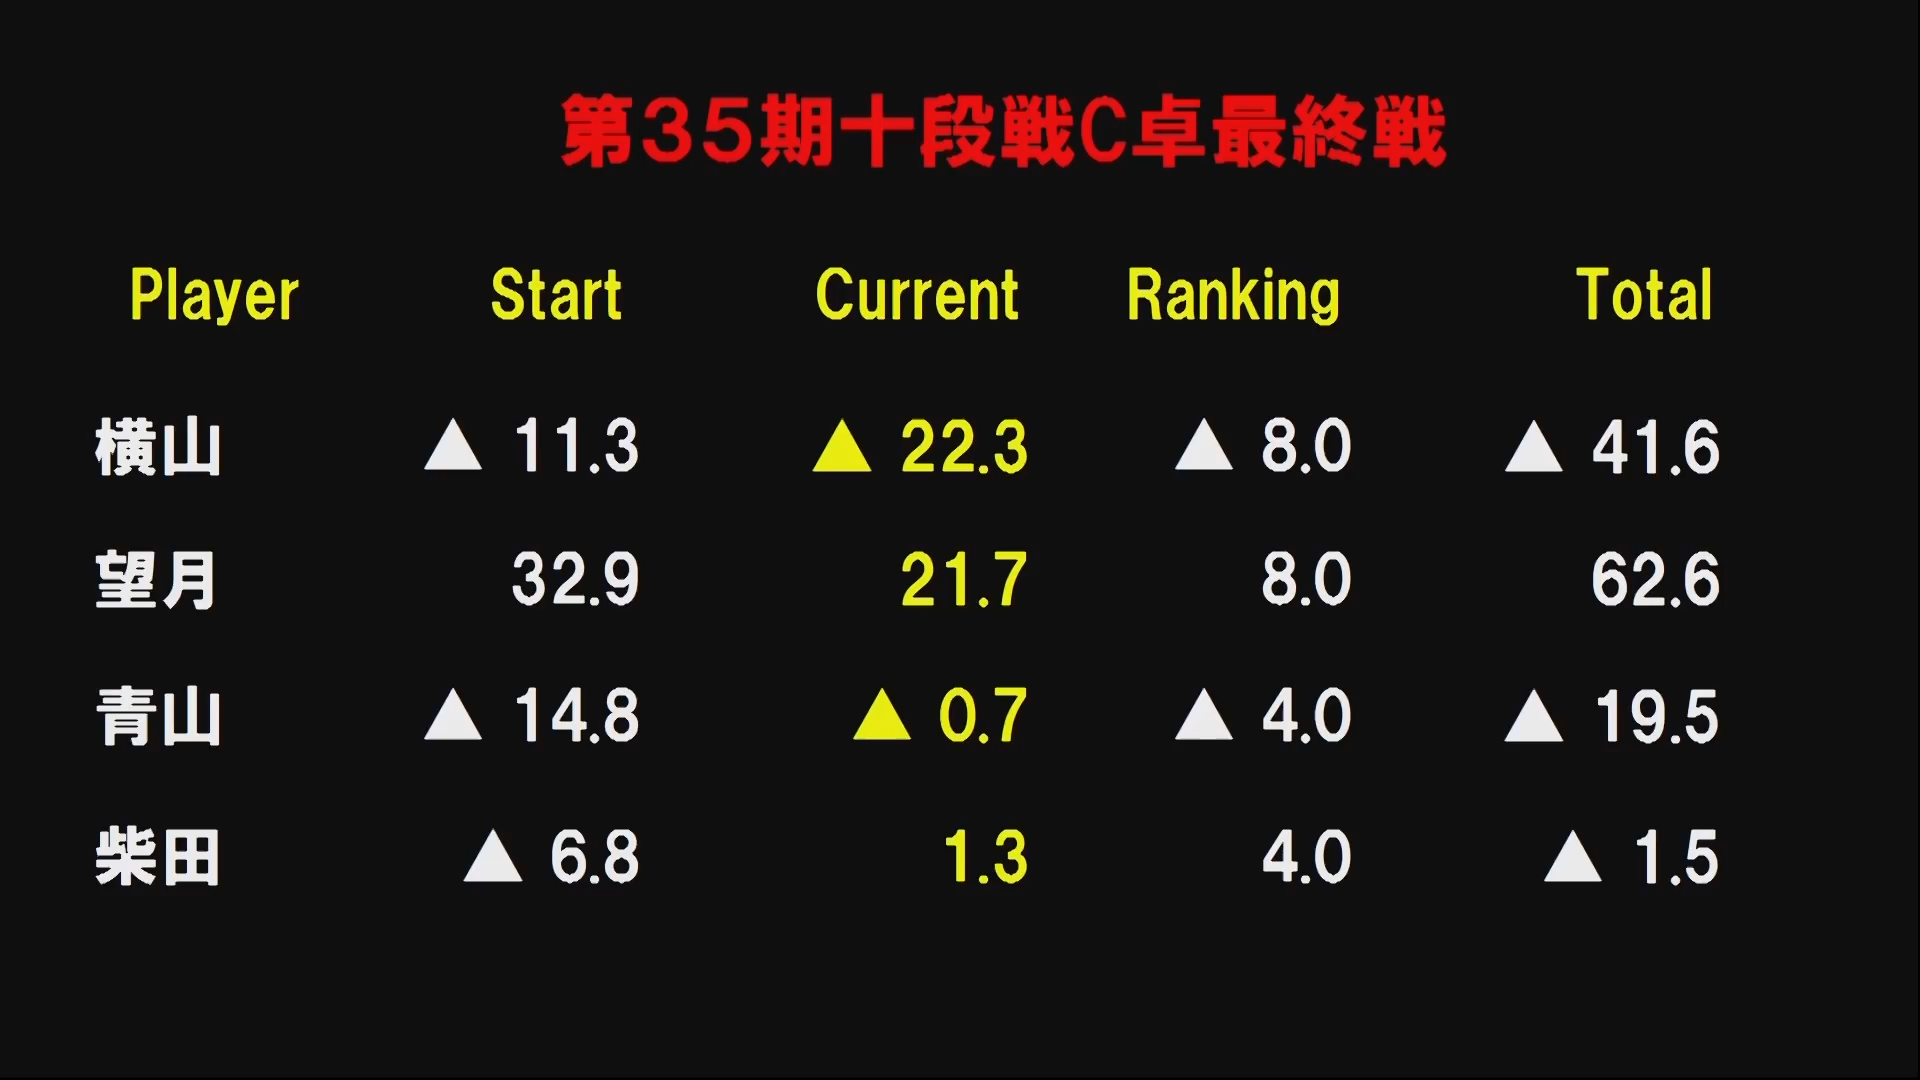 第35期十段戦C卓最終戦
Player Start Current Ranking Total
横山 ▲ 11.3 ▲ 22.3 ▲ 8.0 ▲ 41.6
望月 32.9 21.7 8.0 62.6
青山 ▲ 14.8 ▲ 0.7 ▲ 4.0 ▲ 19.5
柴田 ▲ 6.8 1.3 4.0 ▲ 1.5